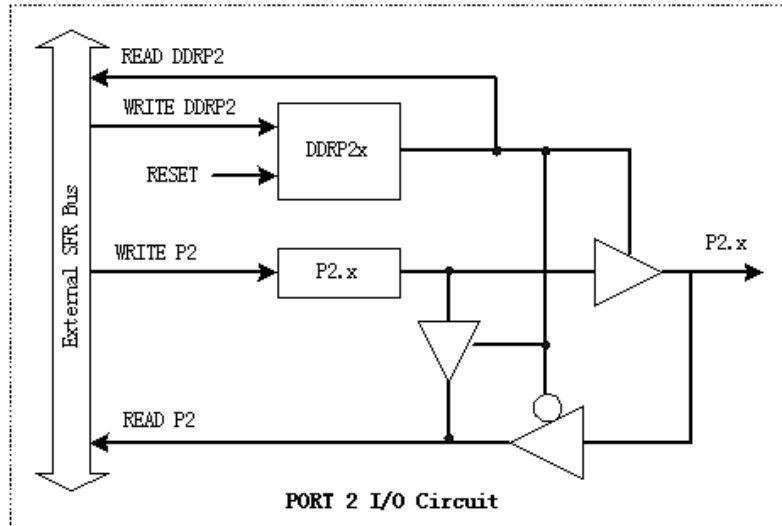 READ DDRP2
WRITE DDRP2
DDRP2x
RESET
External SFR Bus
WRITE P2
P2.x
P2.x
READ P2
PORT 2 I/O Circuit